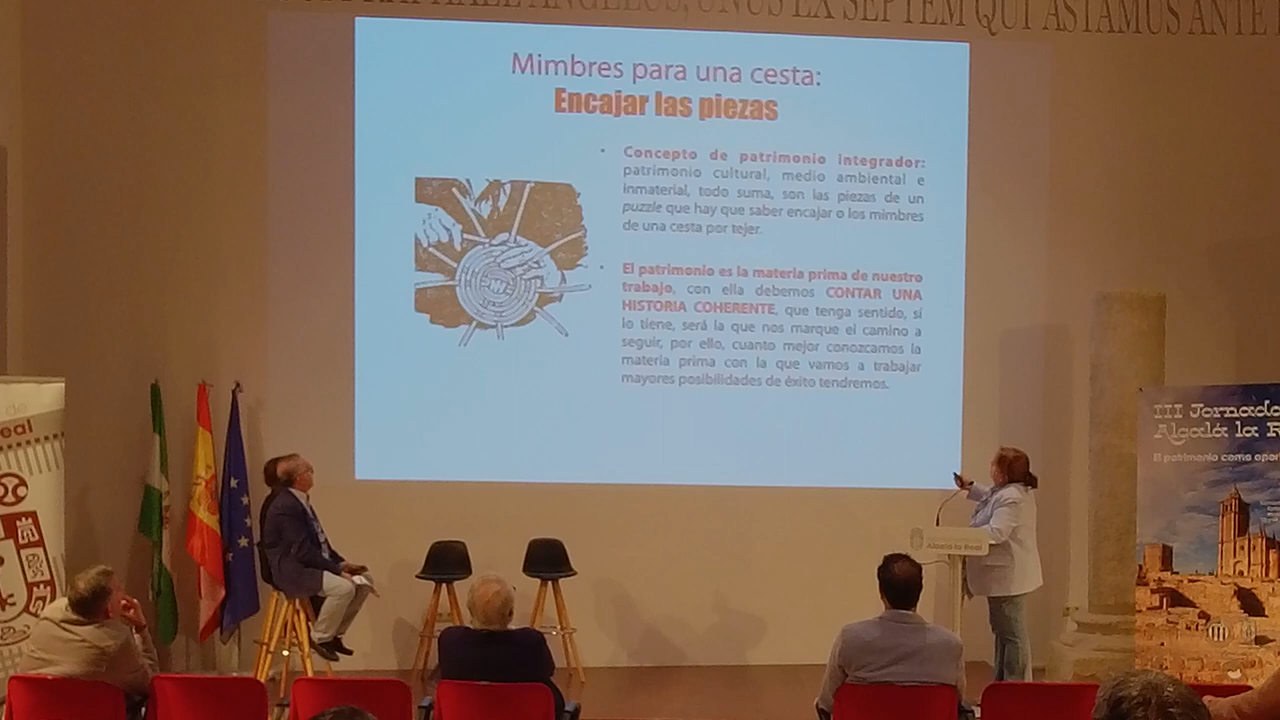 ANGELUS, UNUS EX SEPTEM QUI ASTAMUS ANTE
Mimbres para una cesta:
Encajar las piezas
• Concepto de patrimonio integrador:
patrimonio cultural, medio ambiental e
inmaterial, todo suma, son las piezas de un
puzzle que hay que saber encajar o los mimbres
de una cesta por tejer.
• El patrimonio es la materia prima de nuestro
trabajo, con ella debemos CONTAR UNA
HISTORIA COHERENTE, que tenga sentido, si
lo tiene, será la que nos marque el camino a
seguir, por ello, cuanto mejor conozcamos la
materia prima con la que vamos a trabajar
mayores posibilidades de éxito tendremos.
de
eal
Alcalá la Real
III Jornada
Alcalá la R
El patrimonio como opor